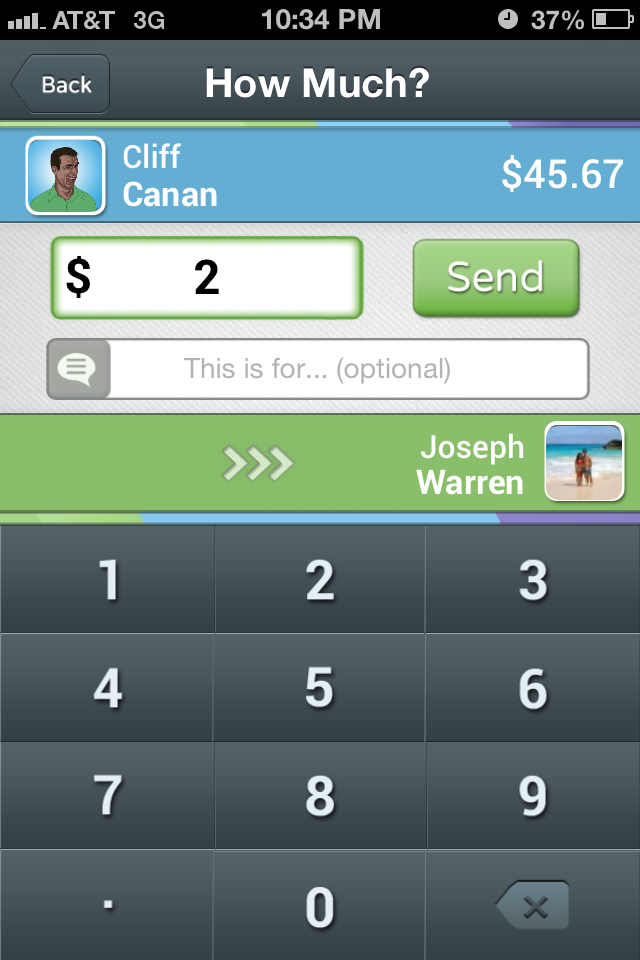 AT&T 3G 10:34 PM 37%
Back How Much?
Cliff
Canan $45.67
$ 2 Send
This is for... (optional)
Joseph
Warren
1 2 3
4 5 6
7 8 9
. 0